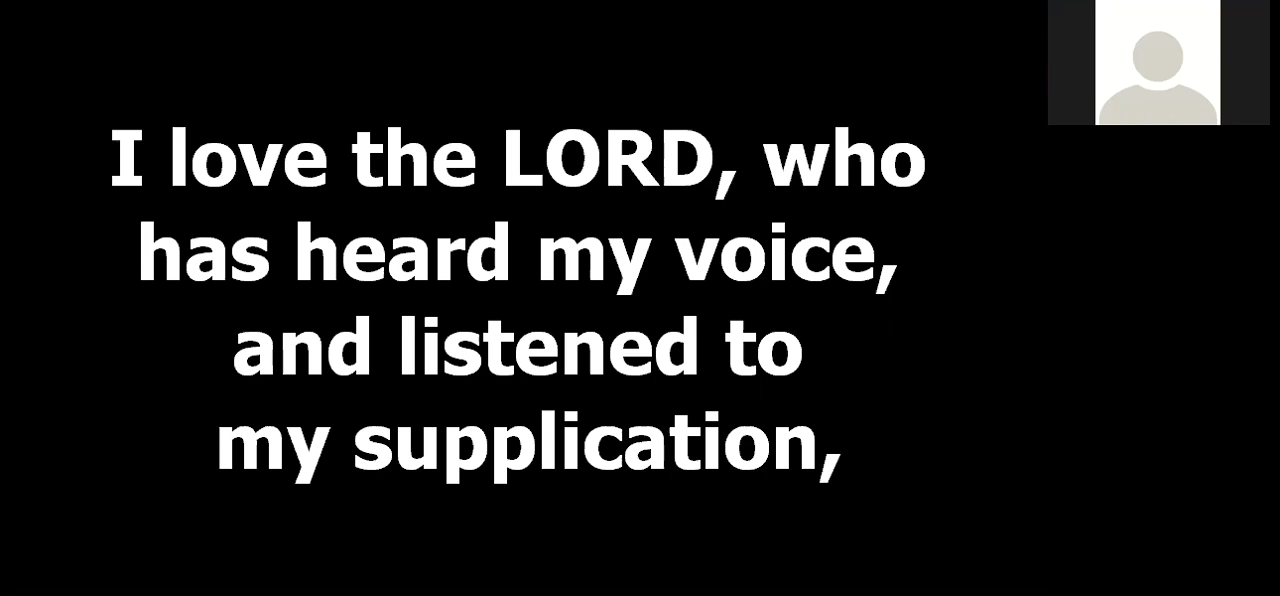 I love the LORD, who
has heard my voice,
and listened to
my supplication,